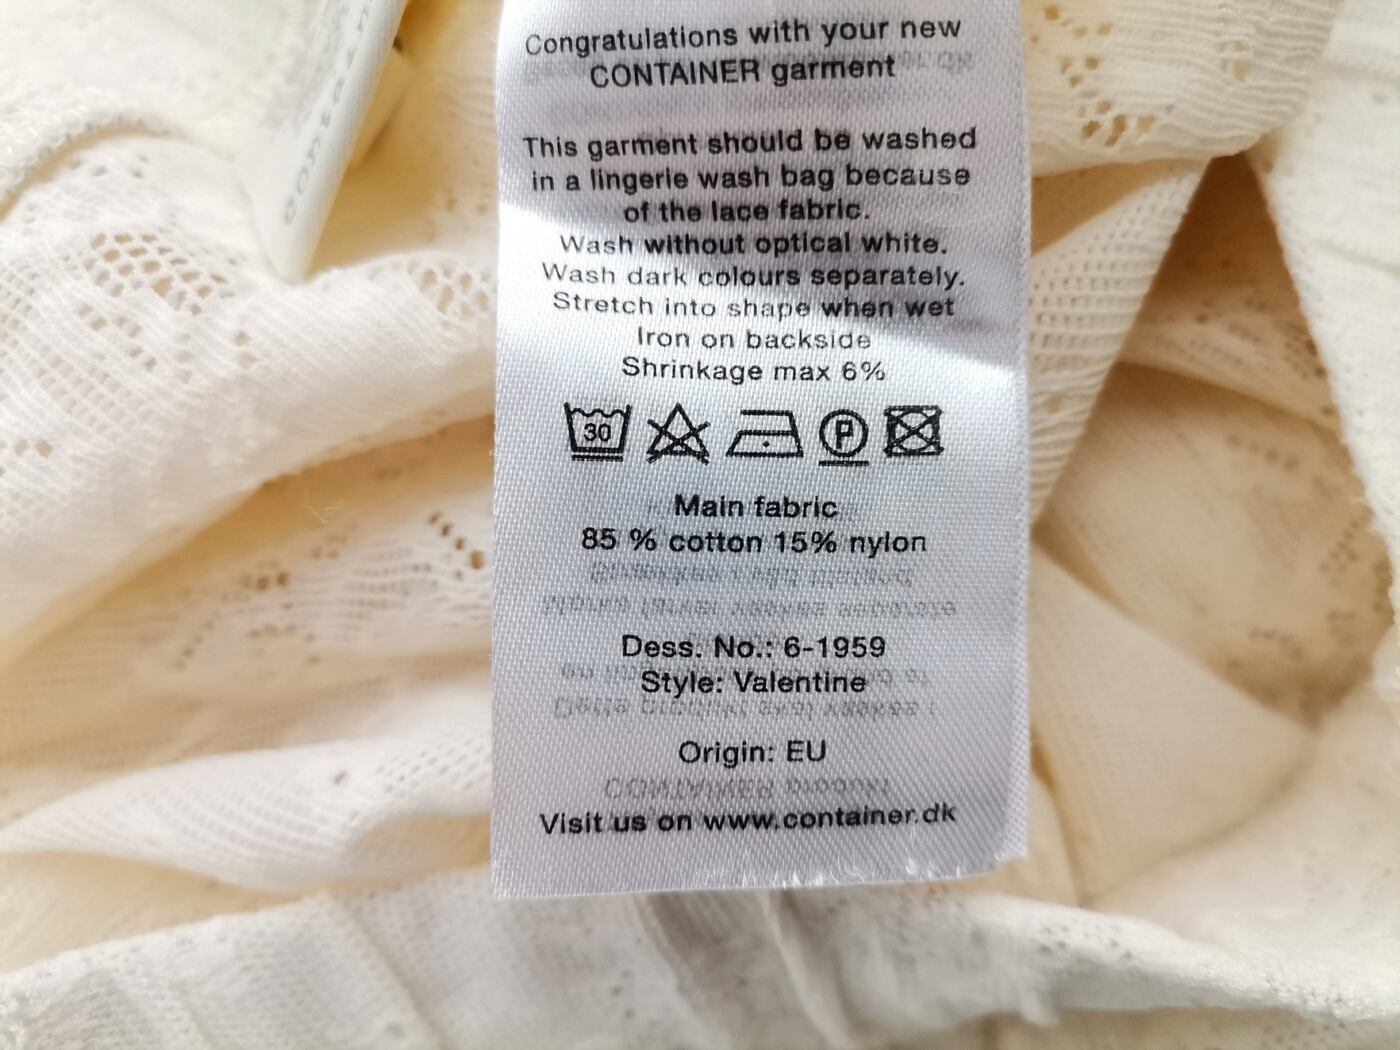 Congratulations with your new
CONTAINER garment
This garment should be washed
in a lingerie wash bag because
of the lace fabric.
Wash without optical white.
Wash dark colours separately.
Stretch into shape when wet
Iron on backside
Shrinkage max 6%
30 P
Main fabric
85 % cotton 15% nylon
Dess. No.: 6-1959
Style: Valentine
Origin: EU
Visit us on www.container.dk